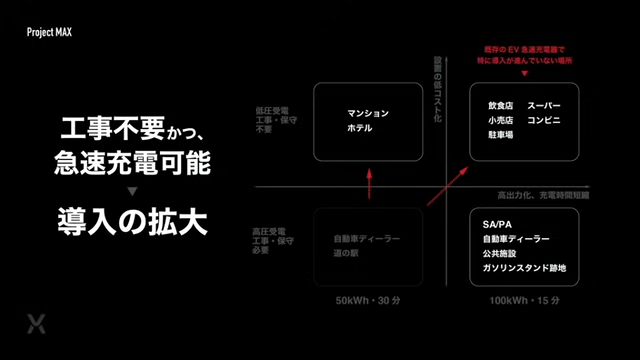 Project MAX
既存のEV急速充電器で
特に導入が進んでいない場所
設置の低コスト化
工事不要かつ、
急速充電可能
導入の拡大
低圧受電
工事・保守
不要
マンション
ホテル
飲食店 スーパー
小売店 コンビニ
駐車場
高出力化、充電時間短縮
高圧受電
工事・保守
必要
自動車ディーラー
道の駅
SA/PA
自動車ディーラー
公共施設
ガソリンスタンド跡地
50kWh・30分
100kWh・15分